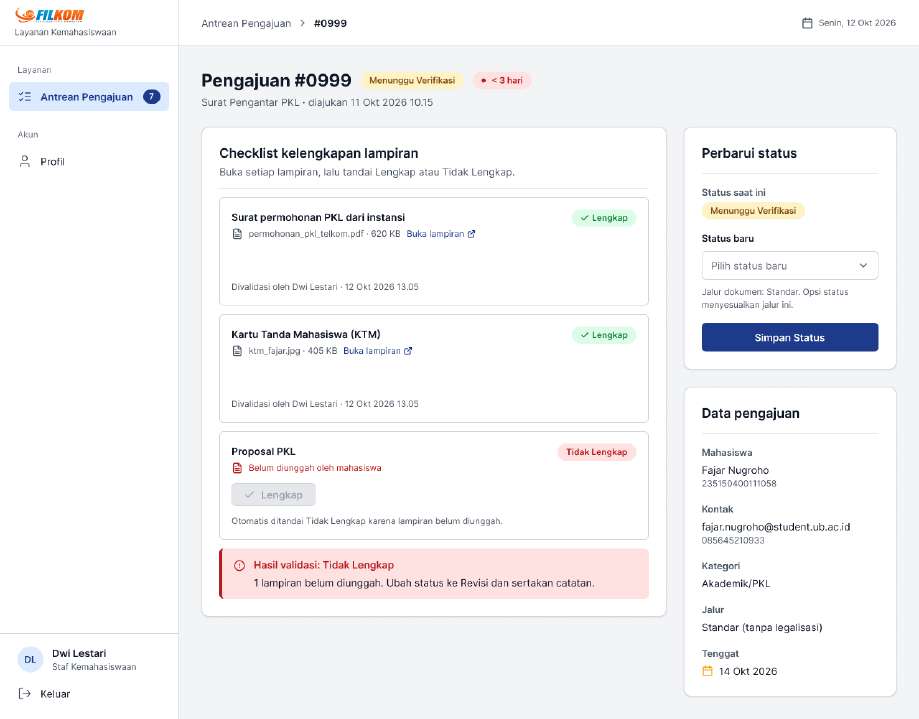 FILKOM
Layanan Kemahasiswaan
Layanan
Antrean Pengajuan 7
Akun
Profil
Dwi Lestari
DL
Staf Kemahasiswaan
Keluar
Antrean Pengajuan > #0999
Senin, 12 Okt 2026
Pengajuan #0999 Menunggu Verifikasi • < 3 hari
Surat Pengantar PKL • diajukan 11 Okt 2026 10.15
Checklist kelengkapan lampiran
Buka setiap lampiran, lalu tandai Lengkap atau Tidak Lengkap.
Surat permohonan PKL dari instansi
Lengkap
permohonan_pkl_telkom.pdf · 620 KB Buka lampiran
Divalidasi oleh Dwi Lestari · 12 Okt 2026 13.05
Kartu Tanda Mahasiswa (KTM)
Lengkap
ktm_fajar.jpg · 405 KB Buka lampiran
Divalidasi oleh Dwi Lestari · 12 Okt 2026 13.05
Proposal PKL
Tidak Lengkap
Belum diunggah oleh mahasiswa
Lengkap
Otomatis ditandai Tidak Lengkap karena lampiran belum diunggah.
Hasil validasi: Tidak Lengkap
1 lampiran belum diunggah. Ubah status ke Revisi dan sertakan catatan.
Perbarui status
Status saat ini
Menunggu Verifikasi
Status baru
Pilih status baru
Jalur dokumen: Standar. Opsi status
menyesuaikan jalur ini.
Simpan Status
Data pengajuan
Mahasiswa
Fajar Nugroho
235150400111058
Kontak
fajar.nugroho@student.ub.ac.id
085645210933
Kategori
Akademik/PKL
Jalur
Standar (tanpa legalisasi)
Tenggat
14 Okt 2026